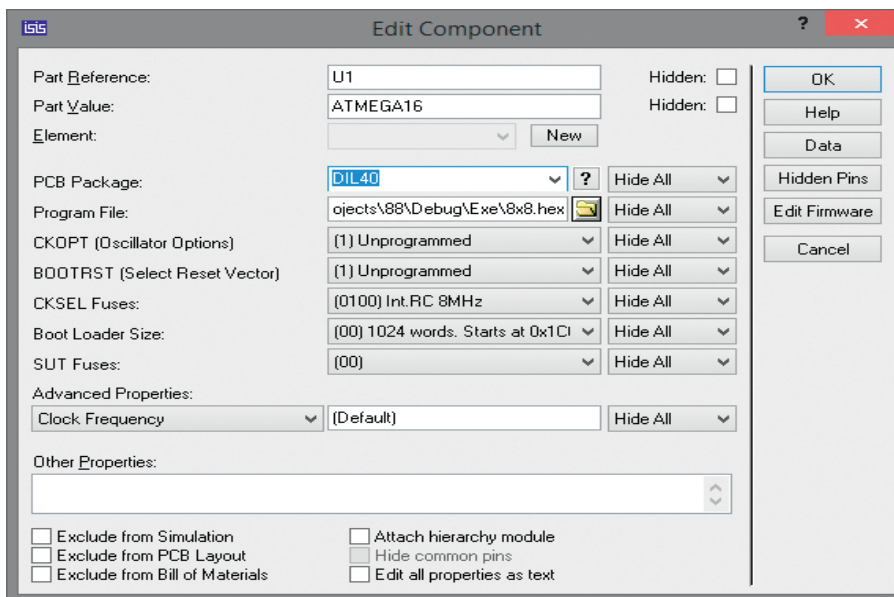 isis Edit Component ? ×
Part Reference: U1 Hidden: OK
Part Value: ATMEGA16 Hidden: Help
Element: New Data
PCB Package: DIL40 ? Hide All Hidden Pins
Program File: ojects\88\Debug\Exe\8x8.hex Hide All Edit Firmware
CKOPT (Oscillator Options) (1) Unprogrammed Hide All Cancel
BOOTRST (Select Reset Vector) (1) Unprogrammed Hide All
CKSEL Fuses: (0100) Int.RC 8MHz Hide All
Boot Loader Size: (00) 1024 words. Starts at 0x1C Hide All
SUT Fuses: (00) Hide All
Advanced Properties:
Clock Frequency (Default) Hide All
Other Properties:
Exclude from Simulation Attach hierarchy module
Exclude from PCB Layout Hide common pins
Exclude from Bill of Materials Edit all properties as text